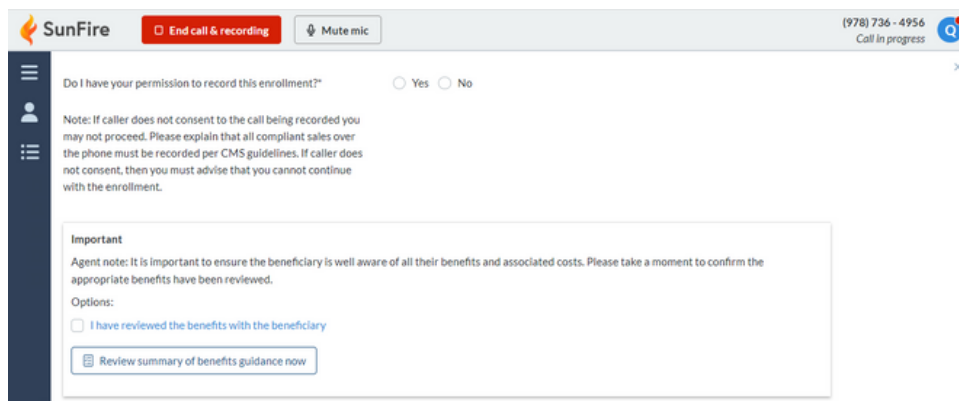 SunFire
End call & recording
Mute mic
(978) 736 - 4956
Call in progress
Q
Do I have your permission to record this enrollment?*
Yes
No
Note: If caller does not consent to the call being recorded you
may not proceed. Please explain that all compliant sales over
the phone must be recorded per CMS guidelines. If caller does
not consent, then you must advise that you cannot continue
with the enrollment.
Important
Agent note: It is important to ensure the beneficiary is well aware of all their benefits and associated costs. Please take a moment to confirm the
appropriate benefits have been reviewed.
Options:
I have reviewed the benefits with the beneficiary
Review summary of benefits guidance now